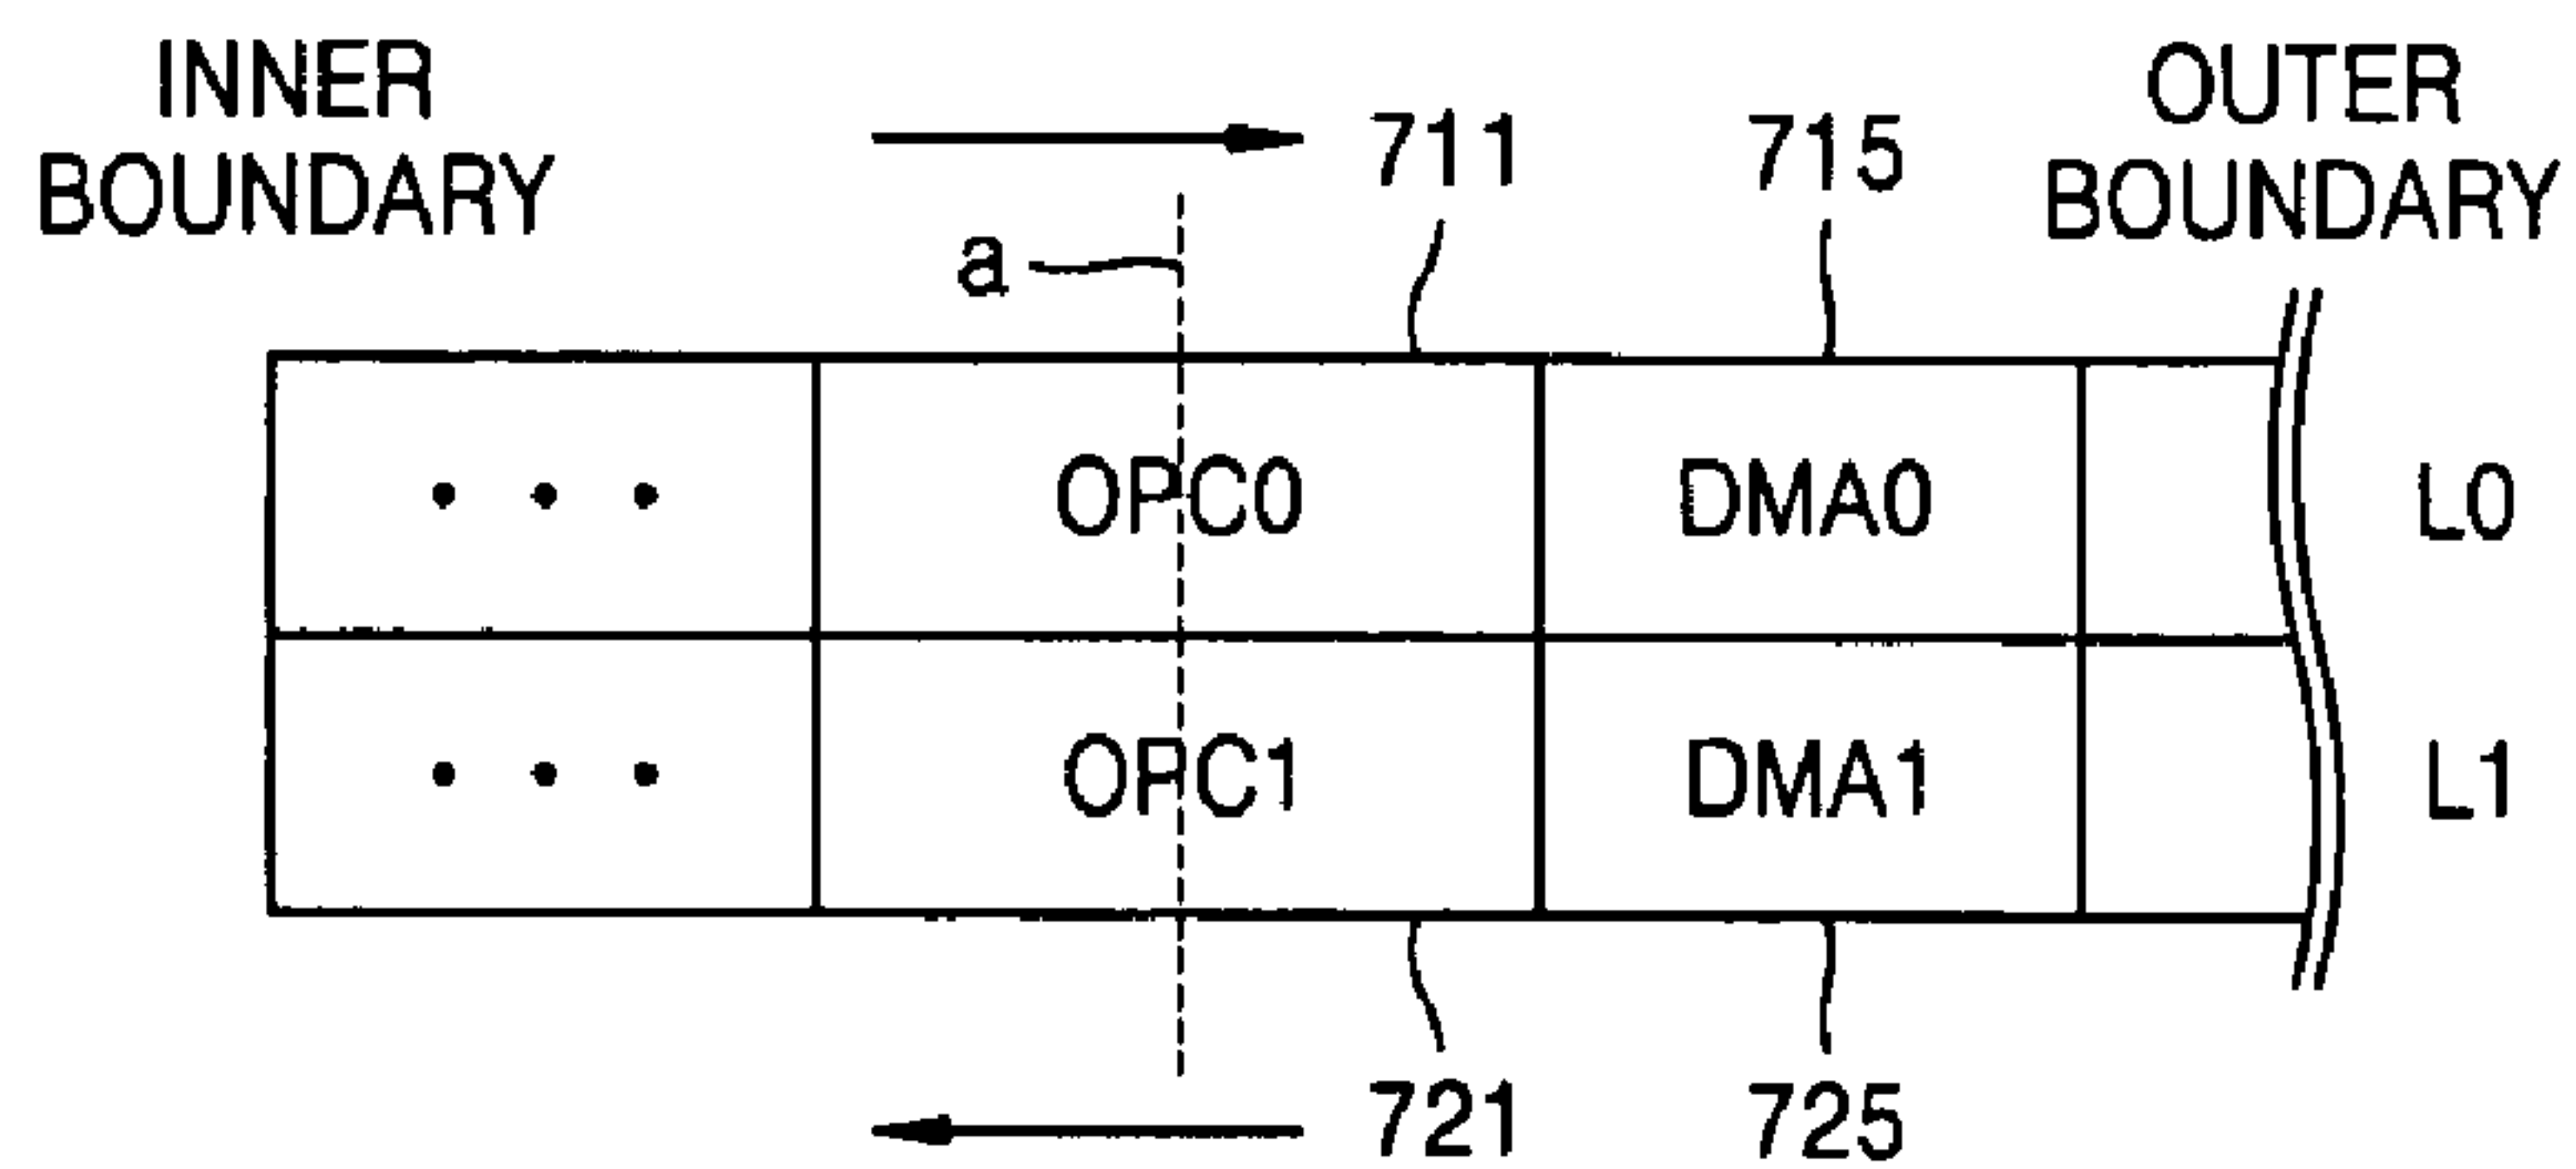 INNER
BOUNDARY
711
715
OUTER
BOUNDARY
a
OPC0
DMA0
L0
OPC1
DMA1
L1
721
725